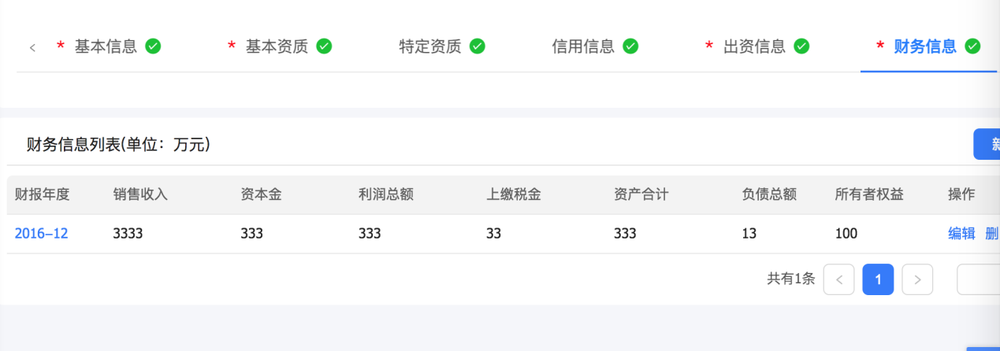 < * 基本信息 * 基本资质 特定资质 信用信息 * 出资信息 * 财务信息
财务信息列表(单位：万元) 新
财报年度 销售收入 资本金 利润总额 上缴税金 资产合计 负债总额 所有者权益 操作
2016-12 3333 333 333 33 333 13 100 编辑 删
共有1条 < 1 >